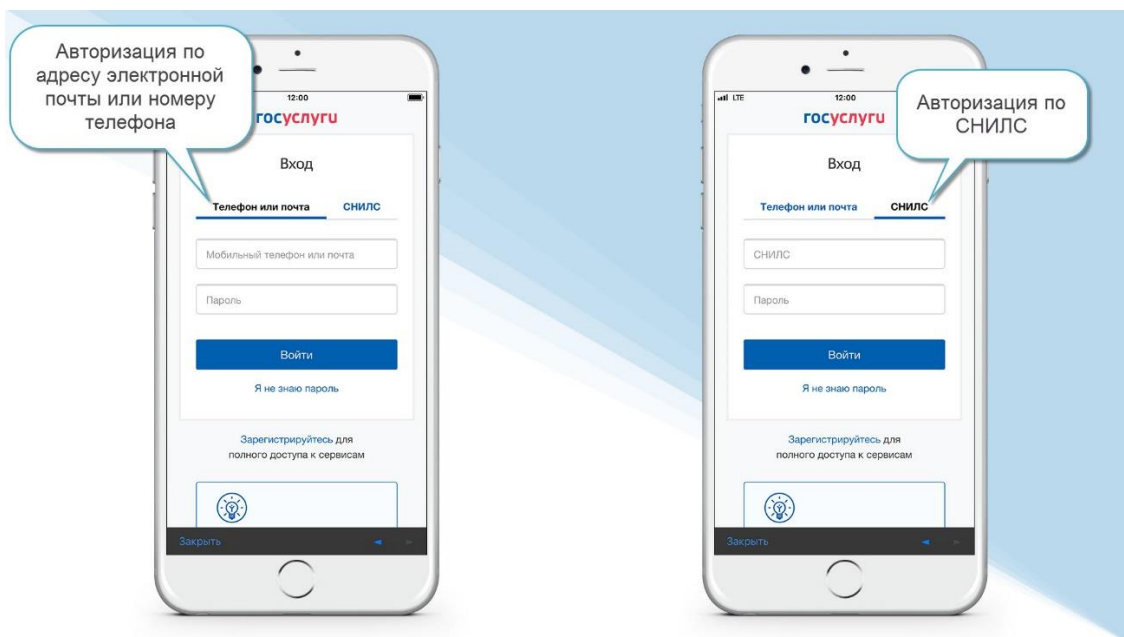 Авторизация по
адресу электронной
почты или номеру
телефона
12:00
госуслуги
Вход
Телефон или почта СНИЛС
Мобильный телефон или почта
Пароль
Войти
Я не знаю пароль
Зарегистрируйтесь для
полного доступа к сервисам
Закрыть
Авторизация по
СНИЛС
LTE 12:00
госуслуги
Вход
Телефон или почта СНИЛС
СНИЛС
Пароль
Войти
Я не знаю пароль
Зарегистрируйтесь для
полного доступа к сервисам
Закрыть